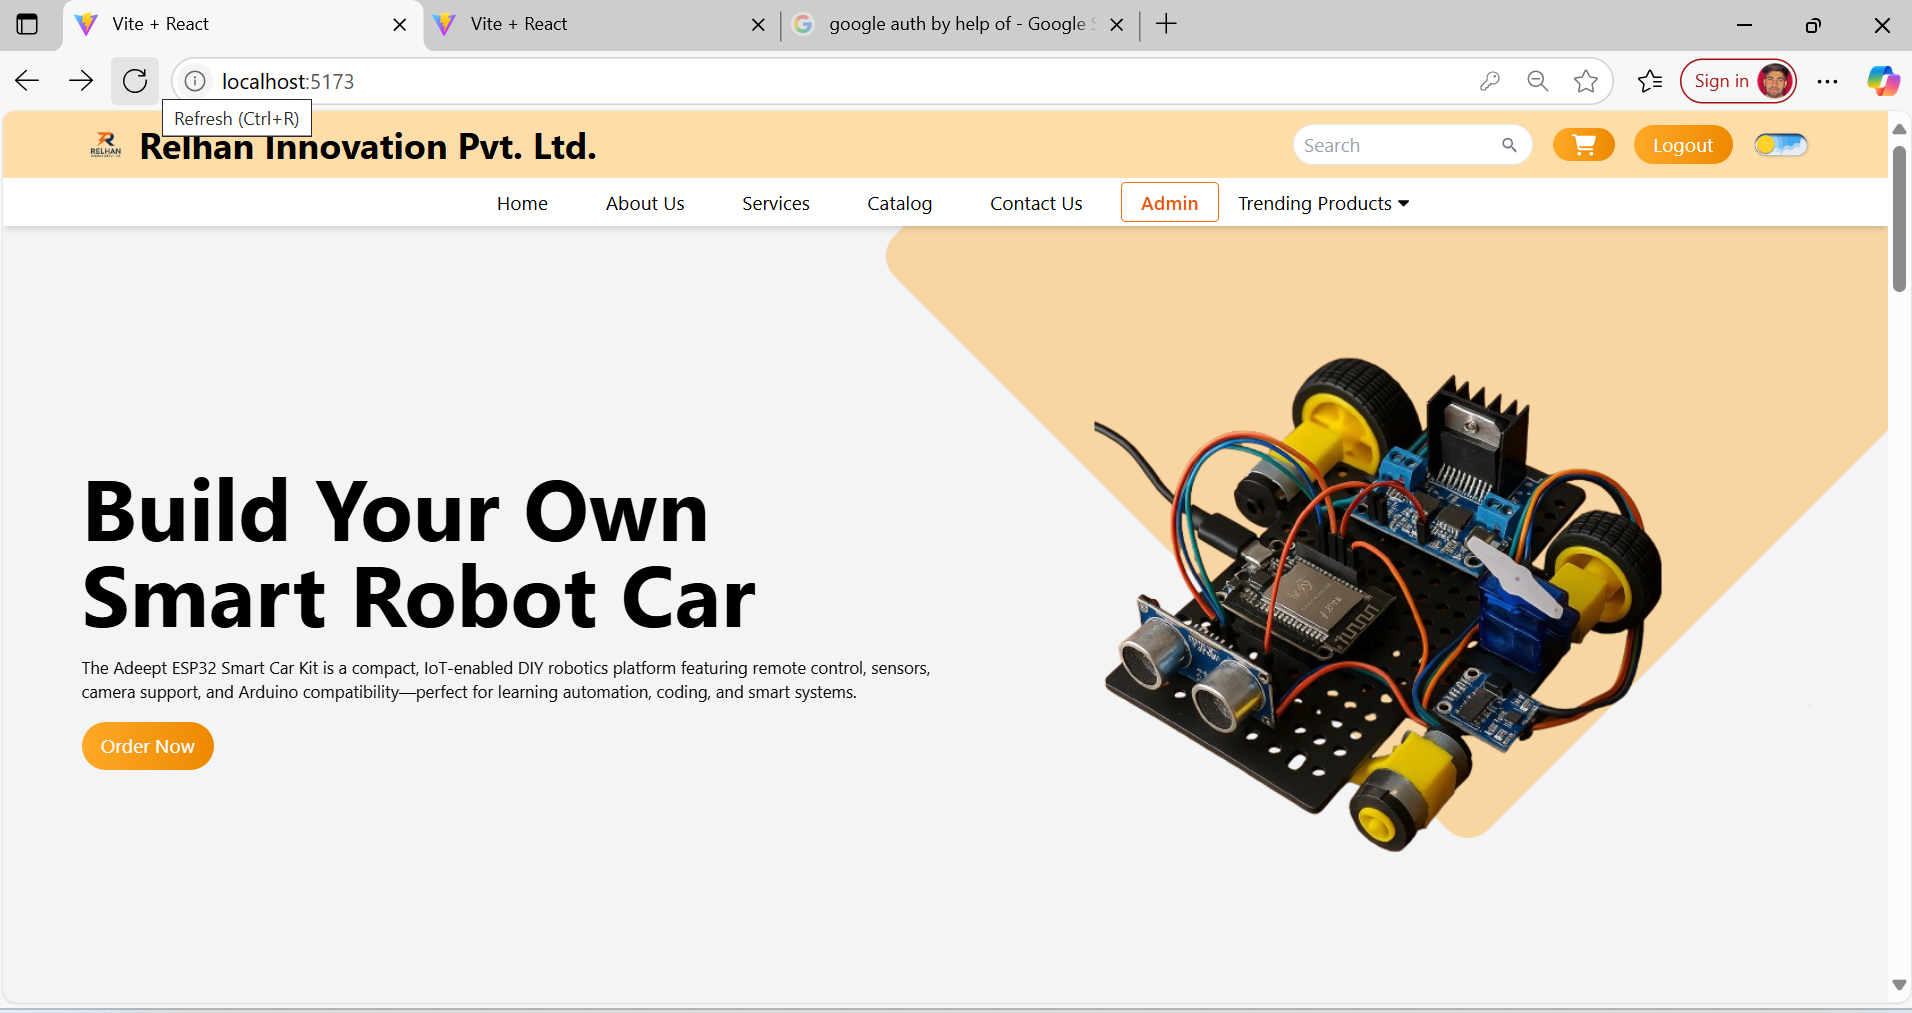 Vite + React
Vite + React
google auth by help of - Google
localhost:5173
Sign in
Refresh (Ctrl+R)
RELHAN
Relhan Innovation Pvt. Ltd.
Search
Logout
Home
About Us
Services
Catalog
Contact Us
Admin
Trending Products
Build Your Own
Smart Robot Car
The Adeept ESP32 Smart Car Kit is a compact, IoT-enabled DIY robotics platform featuring remote control, sensors,
camera support, and Arduino compatibility—perfect for learning automation, coding, and smart systems.
Order Now